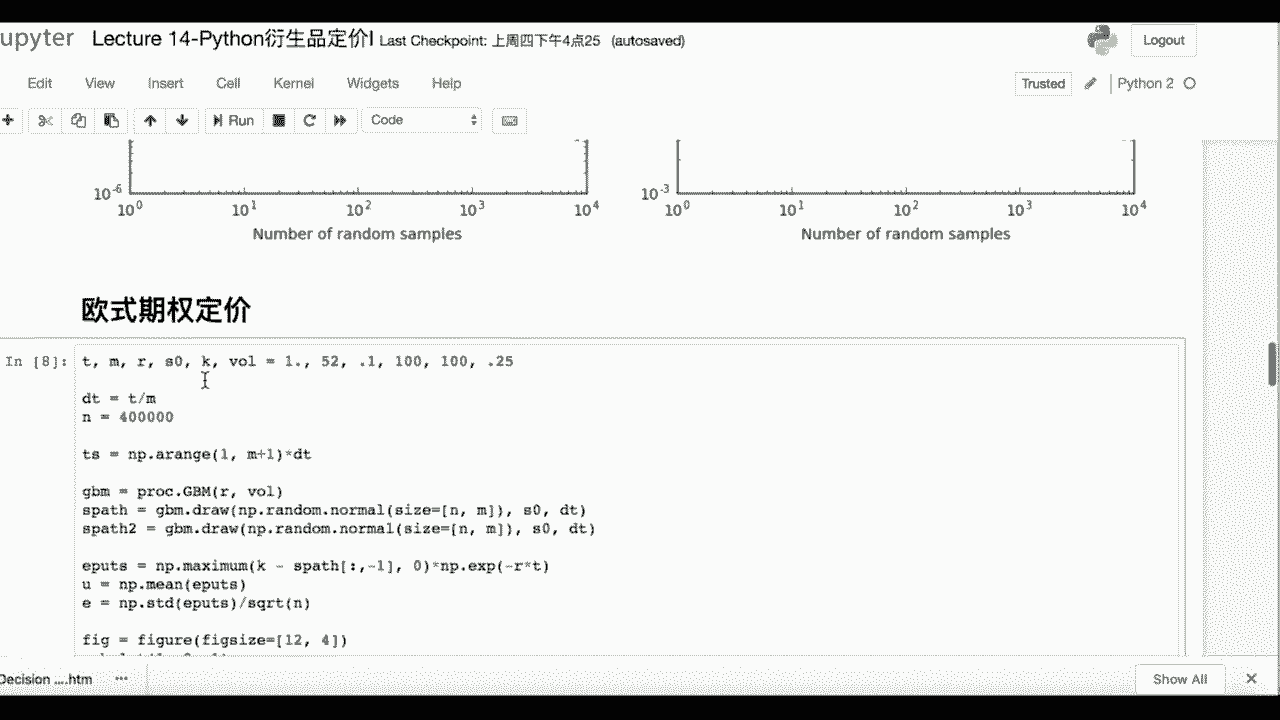 upyter Lecture 14-Python衍生品定价I Last Checkpoint: 上周四下午4点25 (autosaved) Logout
Edit View Insert Cell Kernel Widgets Help Trusted Python 2
Run Code
10^-6 10^-3
10^0 10^1 10^2 10^3 10^4 10^0 10^1 10^2 10^3 10^4
Number of random samples Number of random samples
欧式期权定价
In [8]: t, m, r, s0, k, vol = 1., 52, .1, 100, 100, .25
dt = t/m
n = 400000
ts = np.arange(1, m+1)*dt
gbm = proc.GBM(r, vol)
spath = gbm.draw(np.random.normal(size=[n, m]), s0, dt)
spath2 = gbm.draw(np.random.normal(size=[n, m]), s0, dt)
eputs = np.maximum(k - spath[:,-1], 0)*np.exp(-r*t)
u = np.mean(eputs)
e = np.std(eputs)/sqrt(n)
fig = figure(figsize=[12, 4])
Decision ....htm Show All